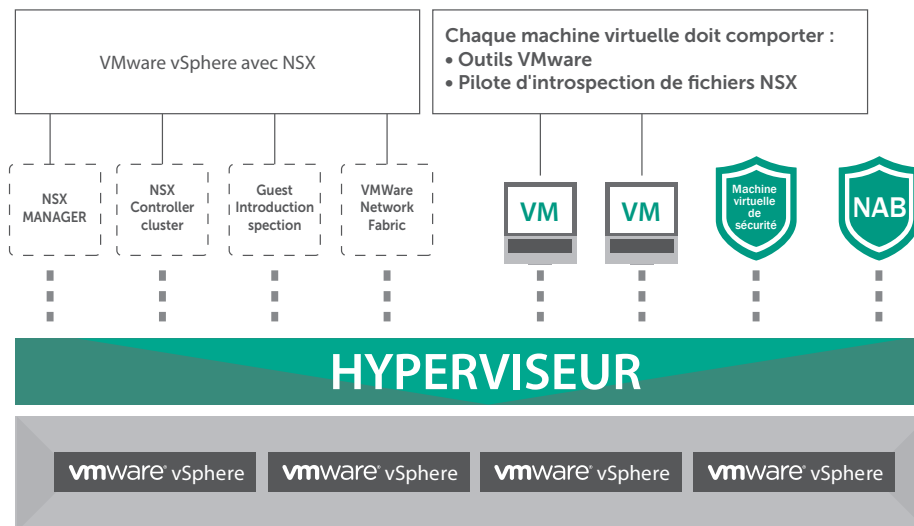 VMware vSphere avec NSX
Chaque machine virtuelle doit comporter :
• Outils VMware
• Pilote d'introspection de fichiers NSX
NSX
MANAGER
NSX
Controller
cluster
Guest
Introduction
spection
VMWare
Network
Fabric
VM
VM
Machine
virtuelle
de
sécurité
NAB
HYPERVISEUR
vmware® vSphere
vmware® vSphere
vmware® vSphere
vmware® vSphere